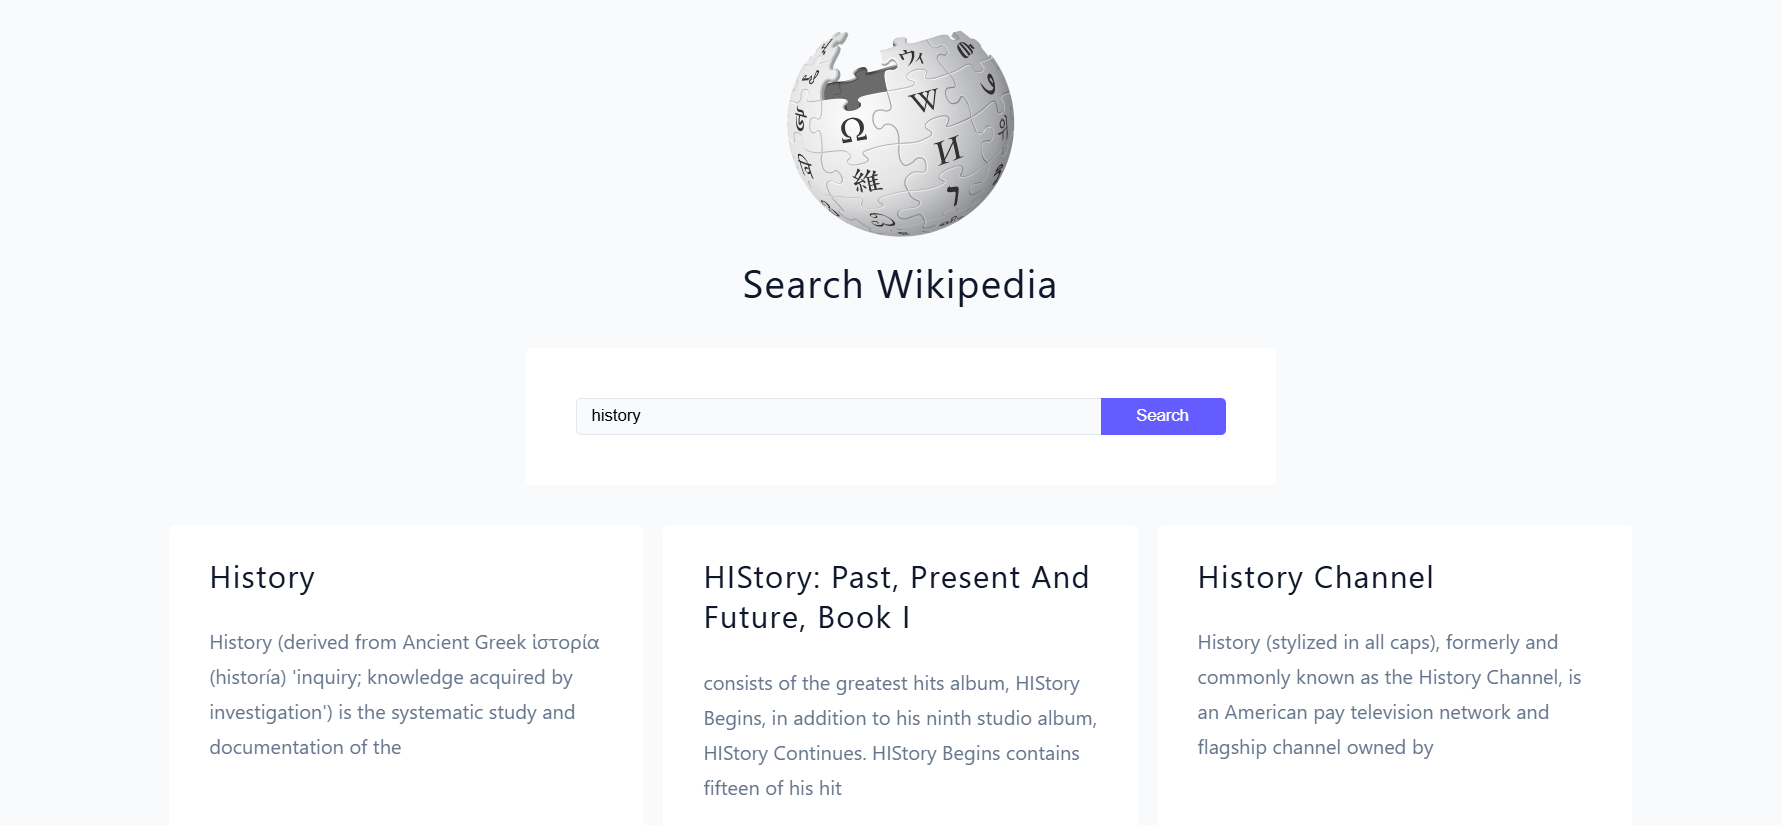 Ω
W
И
維
ウィ
Search Wikipedia
history
Search
History
History (derived from Ancient Greek ἱστορία
(historía) 'inquiry; knowledge acquired by
investigation') is the systematic study and
documentation of the
HIStory: Past, Present And
Future, Book I
consists of the greatest hits album, HIStory
Begins, in addition to his ninth studio album,
HIStory Continues. HIStory Begins contains
fifteen of his hit
History Channel
History (stylized in all caps), formerly and
commonly known as the History Channel, is
an American pay television network and
flagship channel owned by